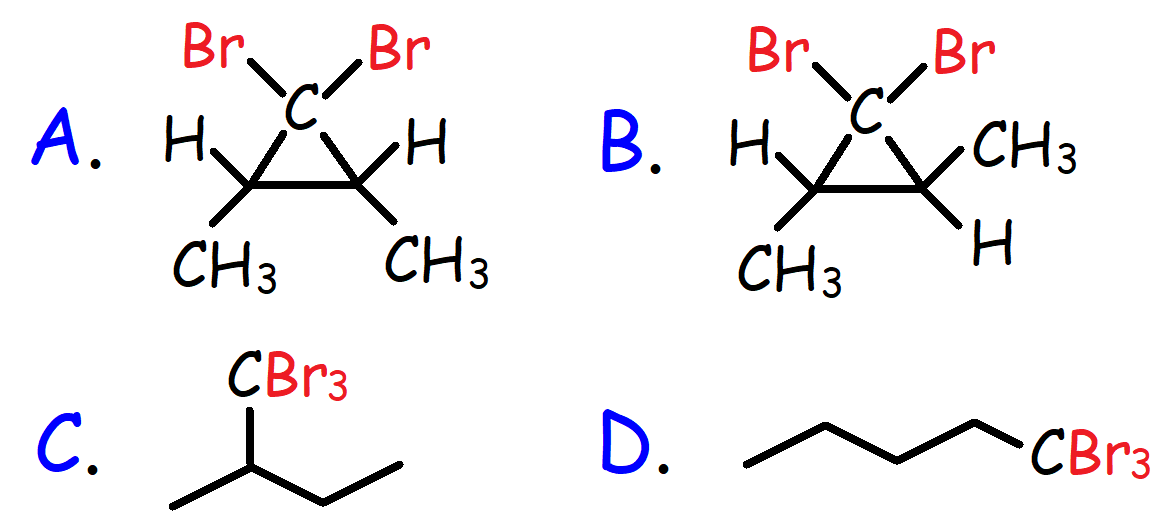 Br Br Br Br
A. H C H B. H C CH3
CH3 CH3 CH3 H
C. CBr3 D. CBr3